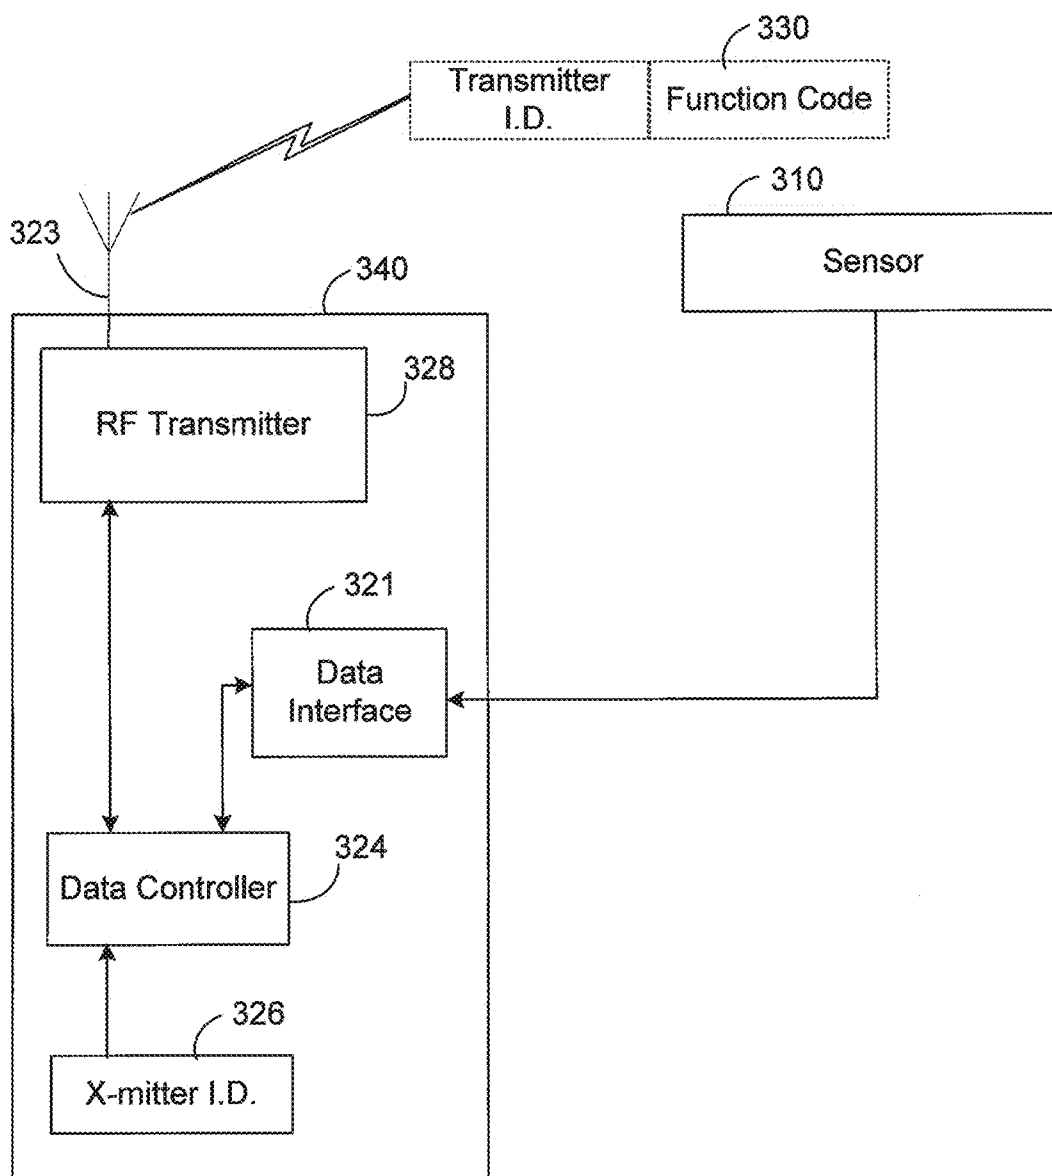 330
Transmitter
I.D.
Function Code
310
Sensor
323
340
RF Transmitter
328
321
Data
Interface
324
Data Controller
326
X-mitter I.D.